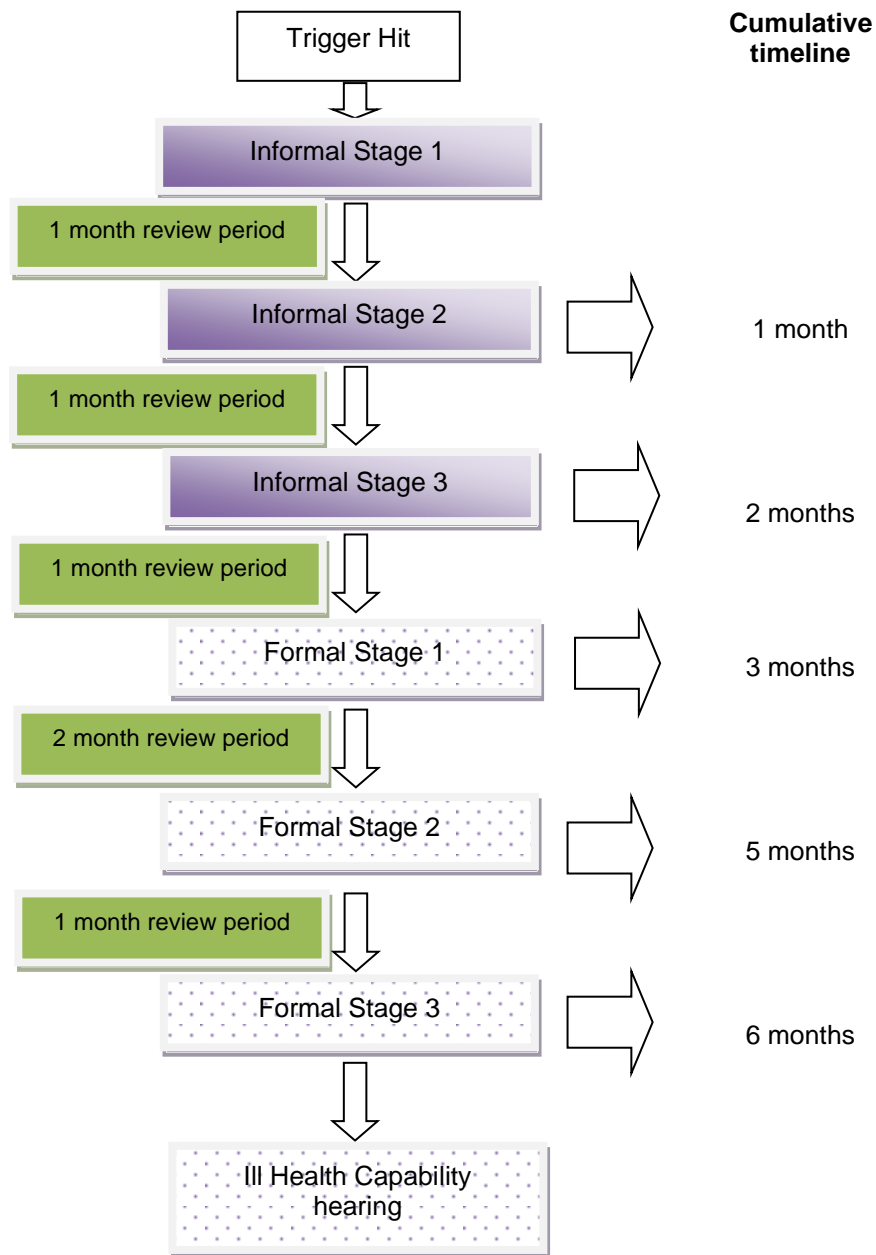 Trigger Hit
Cumulative
timeline
Informal Stage 1
1 month review period
Informal Stage 2
1 month
1 month review period
Informal Stage 3
2 months
1 month review period
Formal Stage 1
3 months
2 month review period
Formal Stage 2
5 months
1 month review period
Formal Stage 3
6 months
Ill Health Capability
hearing